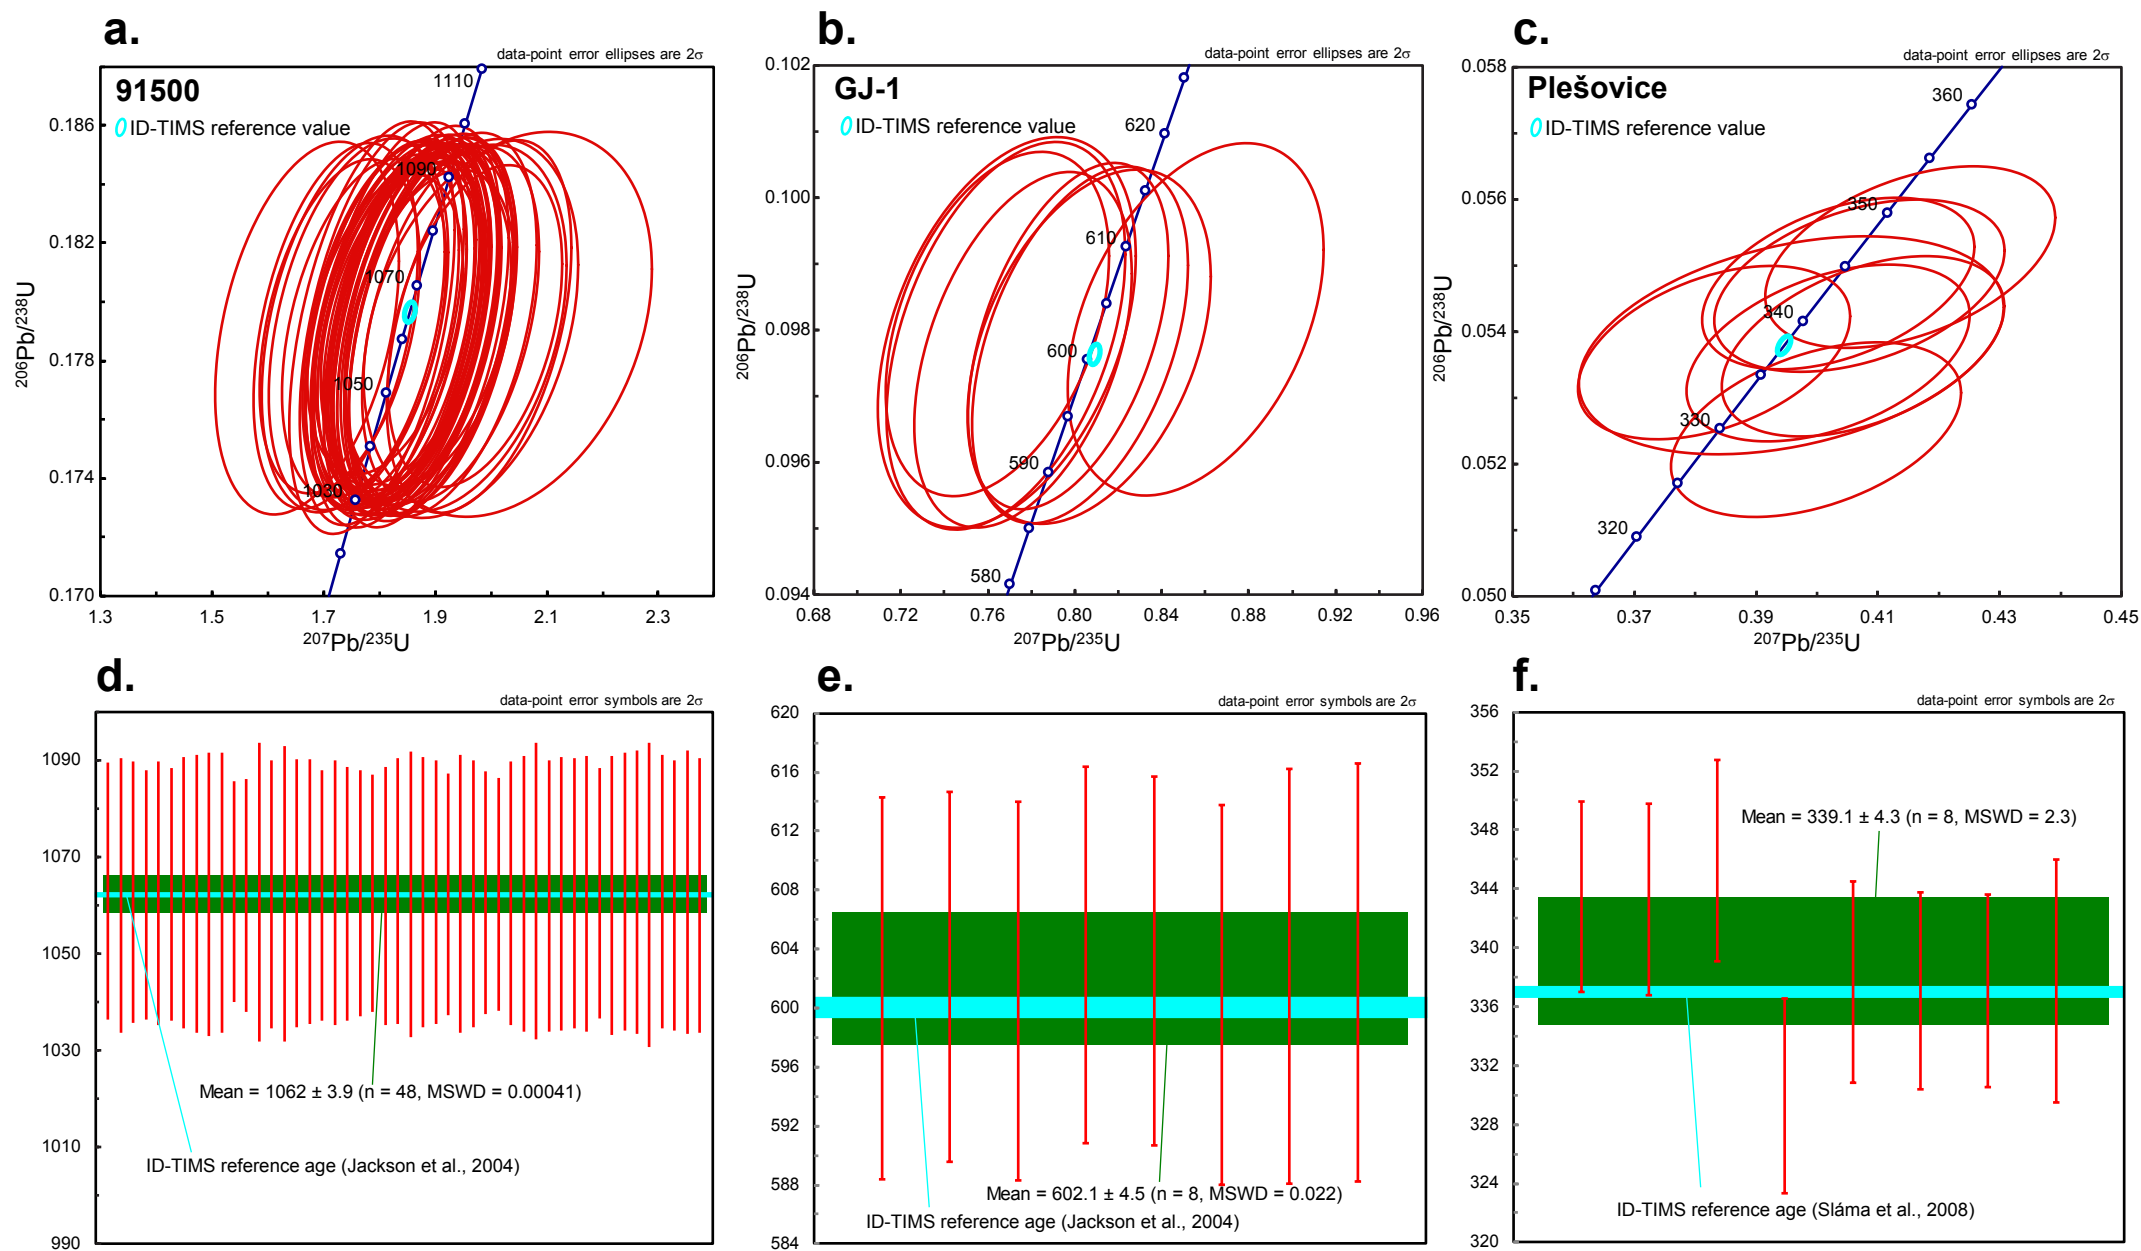 a.
data-point error ellipses are 2σ
91500
ID-TIMS reference value
1110
1090
1070
1050
1030
0.186
0.182
0.178
0.174
0.170
1.3 1.5 1.7 1.9 2.1 2.3
206Pb/238U
207Pb/235U
b.
data-point error ellipses are 2σ
GJ-1
ID-TIMS reference value
620
610
600
590
580
0.102
0.100
0.098
0.096
0.094
0.68 0.72 0.76 0.80 0.84 0.88 0.92 0.96
206Pb/238U
207Pb/235U
c.
data-point error ellipses are 2σ
Plešovice
ID-TIMS reference value
360
350
340
330
320
0.058
0.056
0.054
0.052
0.050
0.35 0.37 0.39 0.41 0.43 0.45
206Pb/238U
207Pb/235U
d.
data-point error symbols are 2σ
1090
1070
1050
1030
1010
990
Mean = 1062 ± 3.9 (n = 48, MSWD = 0.00041)
ID-TIMS reference age (Jackson et al., 2004)
e.
data-point error symbols are 2σ
620
616
612
608
604
600
596
592
588
584
Mean = 602.1 ± 4.5 (n = 8, MSWD = 0.022)
ID-TIMS reference age (Jackson et al., 2004)
f.
data-point error symbols are 2σ
356
352
348
344
340
336
332
328
324
320
Mean = 339.1 ± 4.3 (n = 8, MSWD = 2.3)
ID-TIMS reference age (Sláma et al., 2008)